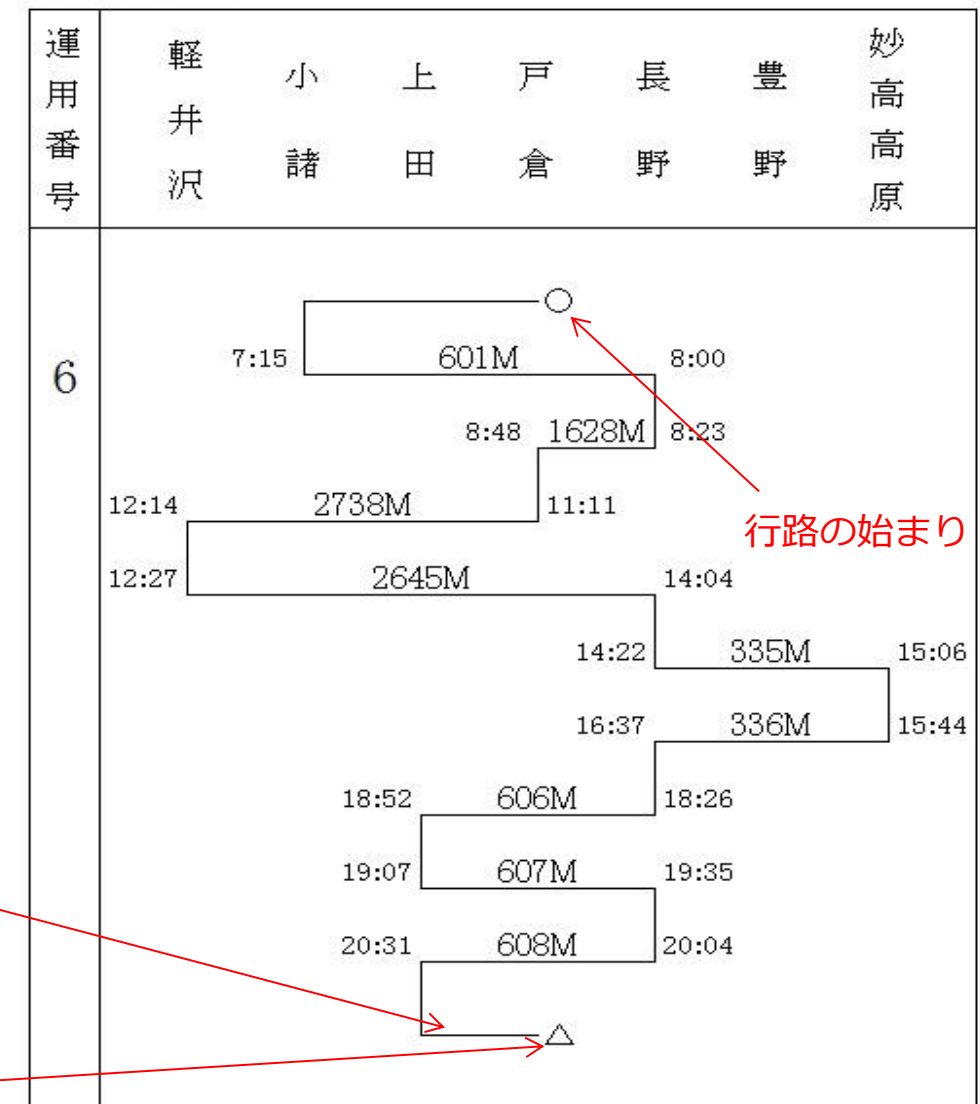 運用番号
軽井沢
小諸
上田
戸倉
長野
豊野
妙高高原
6
7:15 601M 8:00
8:48 1628M 8:23
12:14 2738M 11:11
行路の始まり
12:27 2645M 14:04
14:22 335M 15:06
16:37 336M 15:44
18:52 606M 18:26
19:07 607M 19:35
20:31 608M 20:04